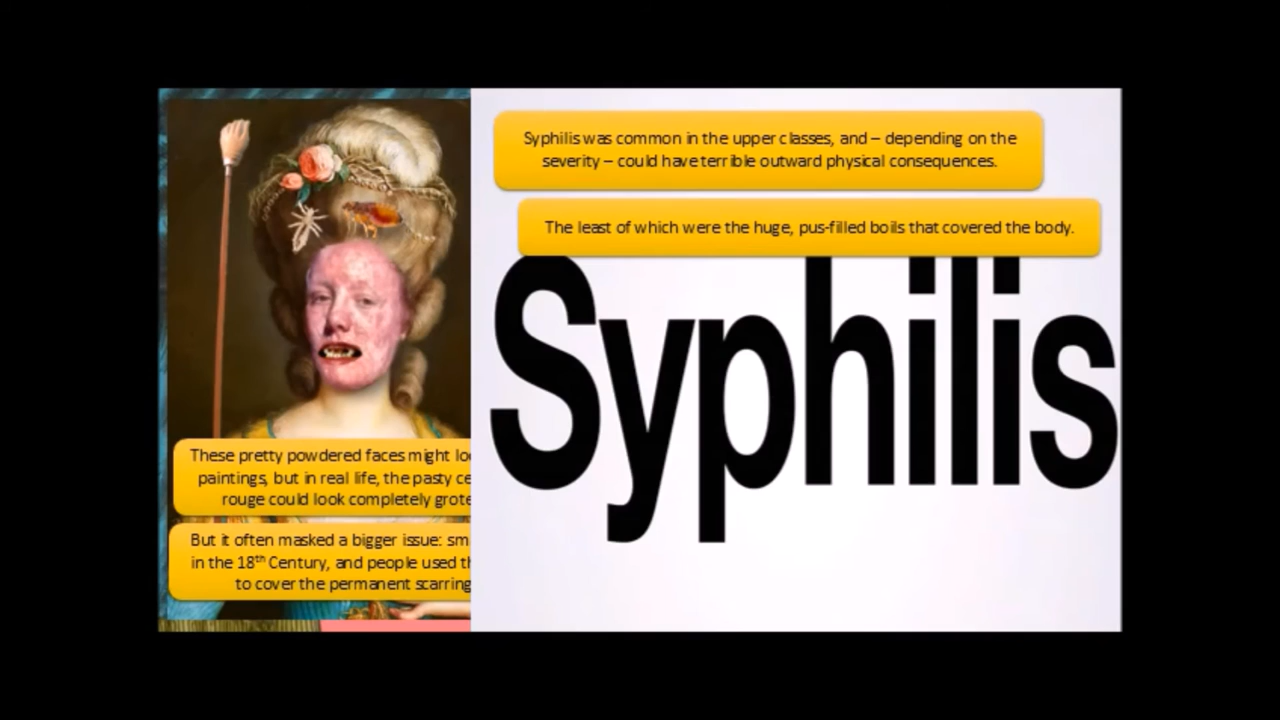 Syphilis was common in the upper classes, and – depending on the
severity – could have terrible outward physical consequences.
The least of which were the huge, pus-filled boils that covered the body.
Syphilis
These pretty powdered faces might
paintings, but in real life, the pasty
rouge could look completely
But it often masked a bigger issue:
in the 18th Century, and people used
to cover the permanent scarring